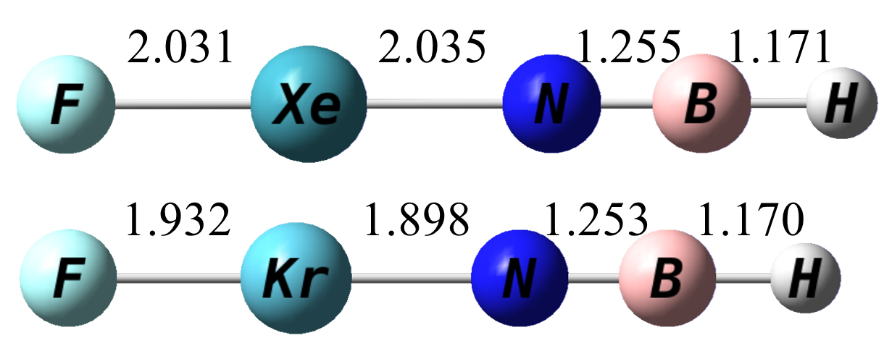 2.031 2.035 1.255 1.171
F Xe N B H
1.932 1.898 1.253 1.170
F Kr N B H